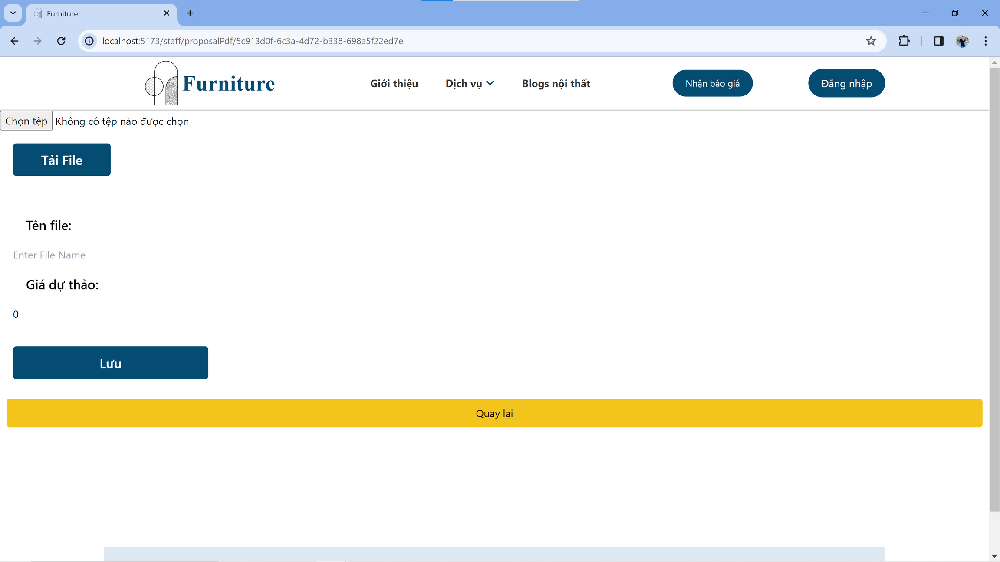 Furniture
localhost:5173/staff/proposalPdf/5c913d0f-6c3a-4d72-b338-698a5f22ed7e
Furniture Giới thiệu Dịch vụ Blogs nội thất Nhận báo giá Đăng nhập
Chọn tệp Không có tệp nào được chọn
Tải File
Tên file:
Enter File Name
Giá dự thảo:
0
Lưu
Quay lại